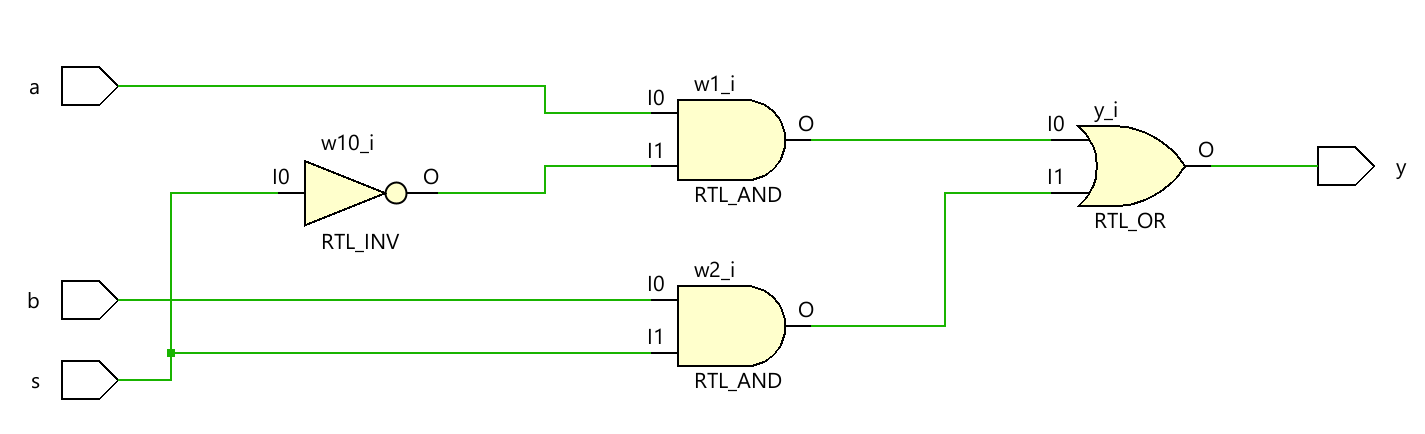 a
w1_i
I0
I1
O
RTL_AND
w10_i
I0
O
RTL_INV
y_i
I0
I1
O
RTL_OR
y
b
w2_i
I0
I1
O
RTL_AND
s